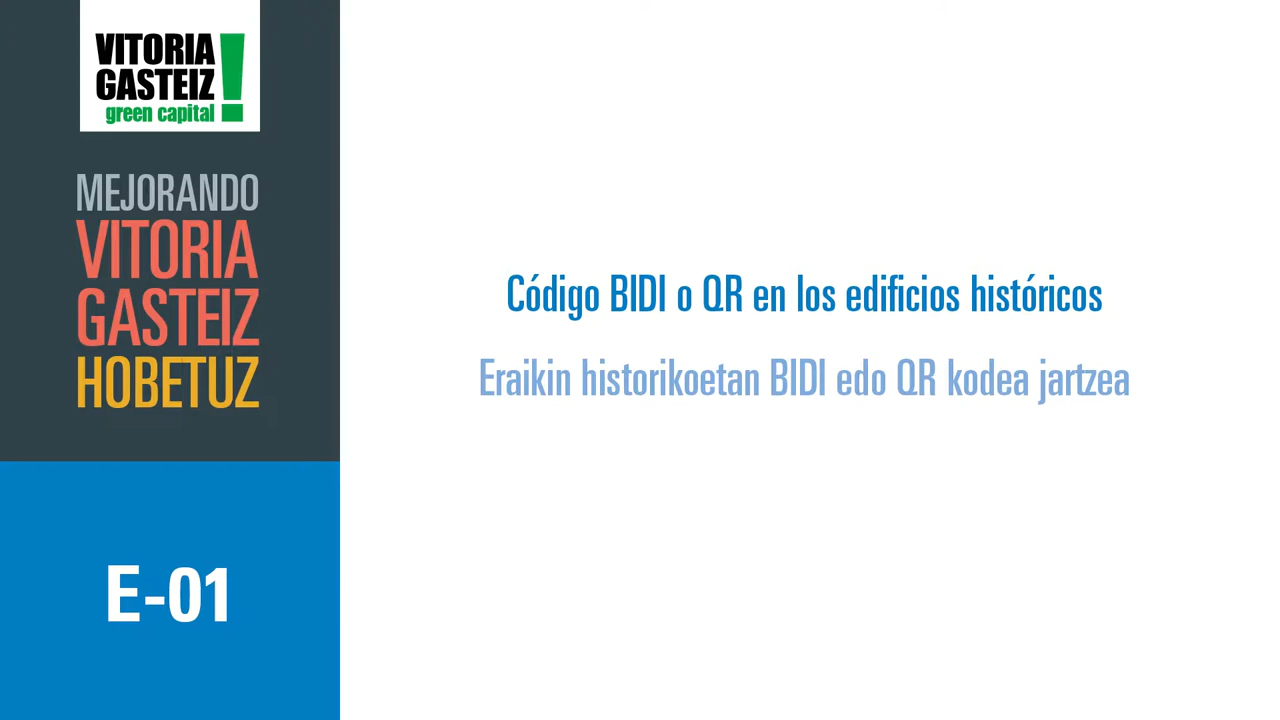 VITORIA
GASTEIZ!
green capital
MEJORANDO
VITORIA
GASTEIZ
HOBETUZ
E-01
Código BIDI o QR en los edificios históricos
Eraikin historikoetan BIDI edo QR kodea jartzea